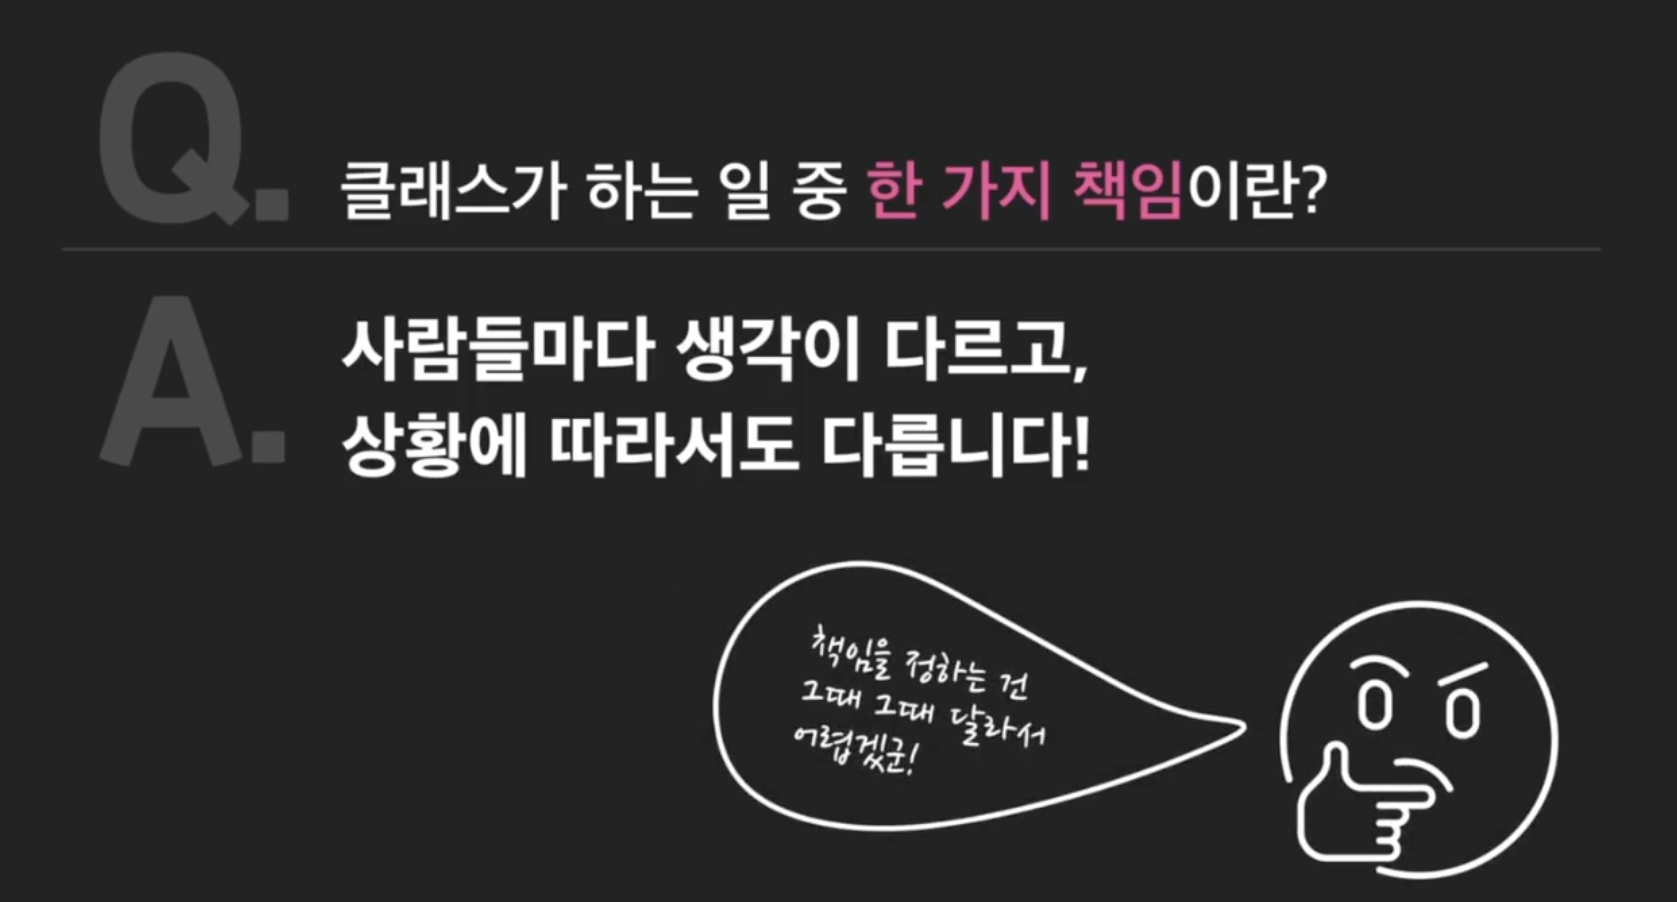 Q. 클래스가 하는 일 중 한 가지 책임이란?
A. 사람들마다 생각이 다르고,
상황에 따라서도 다릅니다!
책임을 정하는 건
그때 그때 달라서
어렵겠군!